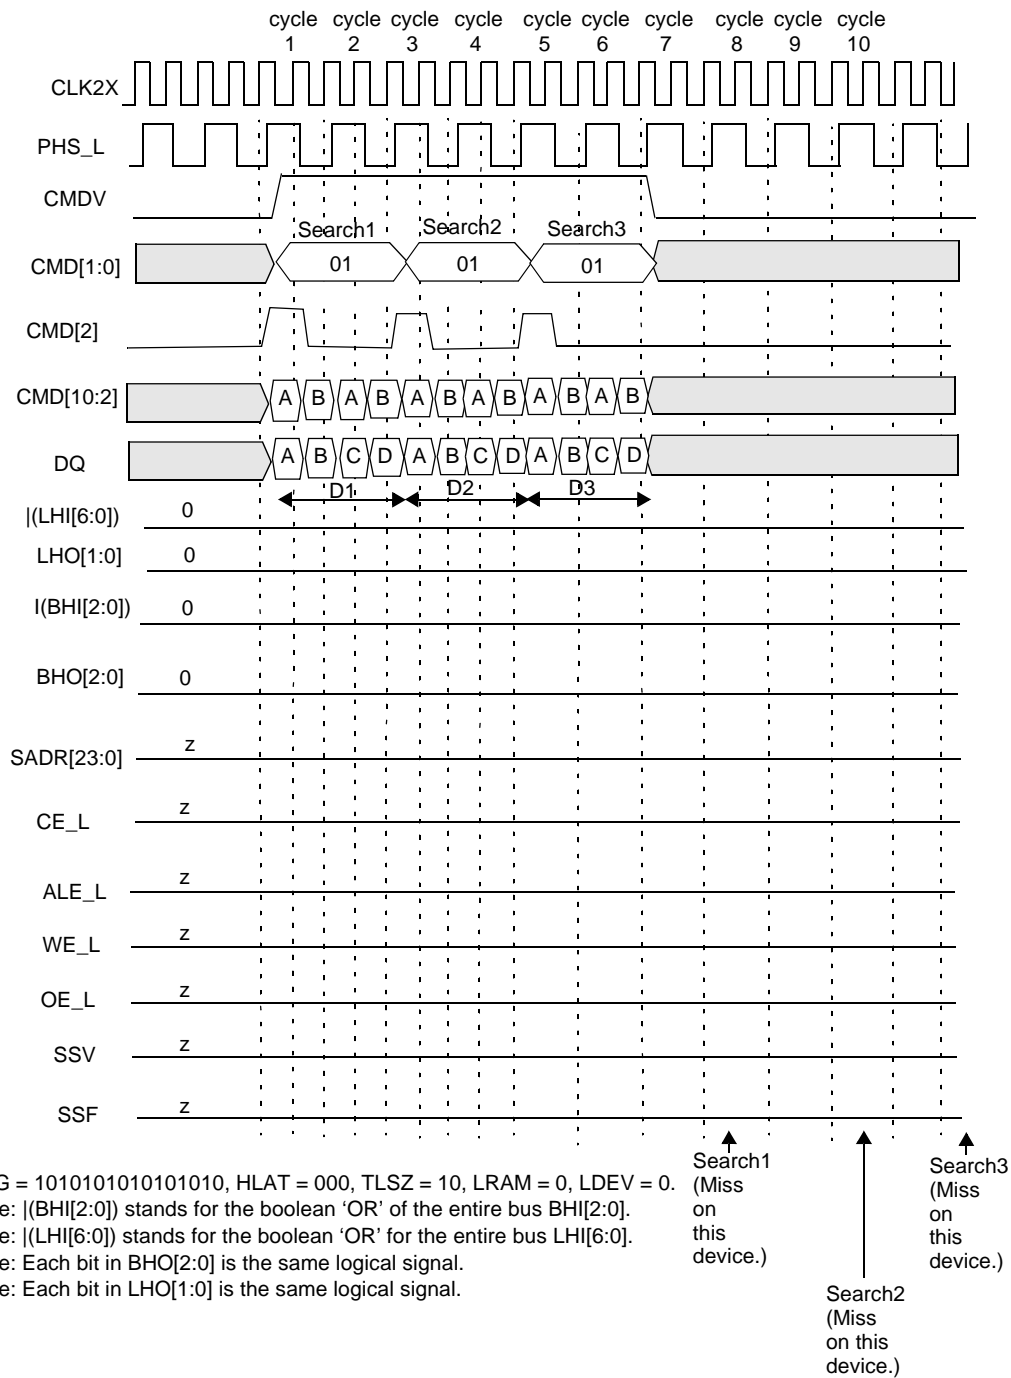 cycle cycle cycle cycle cycle cycle cycle cycle cycle cycle
1 2 3 4 5 6 7 8 9 10
CLK2X
PHS_L
CMDV
Search1 Search2 Search3
CMD[1:0] 01 01 01
CMD[2]
CMD[10:2] A B A B A B A B A B A B
DQ A B C D A B C D A B C D
D1 D2 D3
|(LHI[6:0]) 0
LHO[1:0] 0
I(BHI[2:0]) 0
BHO[2:0] 0
SADR[23:0] z
CE_L z
ALE_L z
WE_L z
OE_L z
SSV z
SSF z
G = 1010101010101010, HLAT = 000, TLSZ = 10, LRAM = 0, LDEV = 0.
e: |(BHI[2:0]) stands for the boolean ‘OR’ of the entire bus BHI[2:0].
e: |(LHI[6:0]) stands for the boolean ‘OR’ for the entire bus LHI[6:0].
e: Each bit in BHO[2:0] is the same logical signal.
e: Each bit in LHO[1:0] is the same logical signal.
Search1
(Miss
on
this
device.)
Search2
(Miss
on this
device.)
Search3
(Miss
on
this
device.)